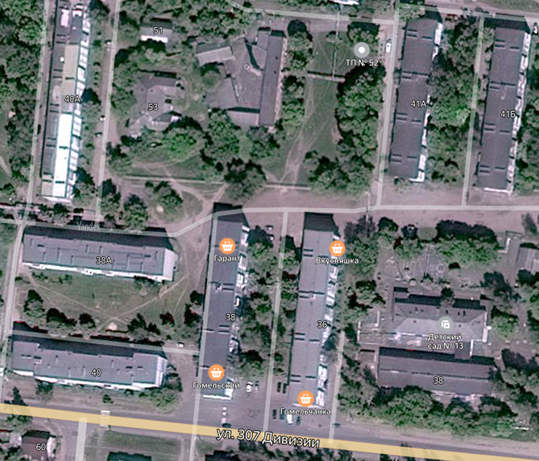 51
ТП № 52
40А
53
41А
41Б
38А
Гарант
Вкусняшка
38
36
Детский
сад № 13
40
Гомельский
38
Гомельчанка
ул. 307 Дивизии
60